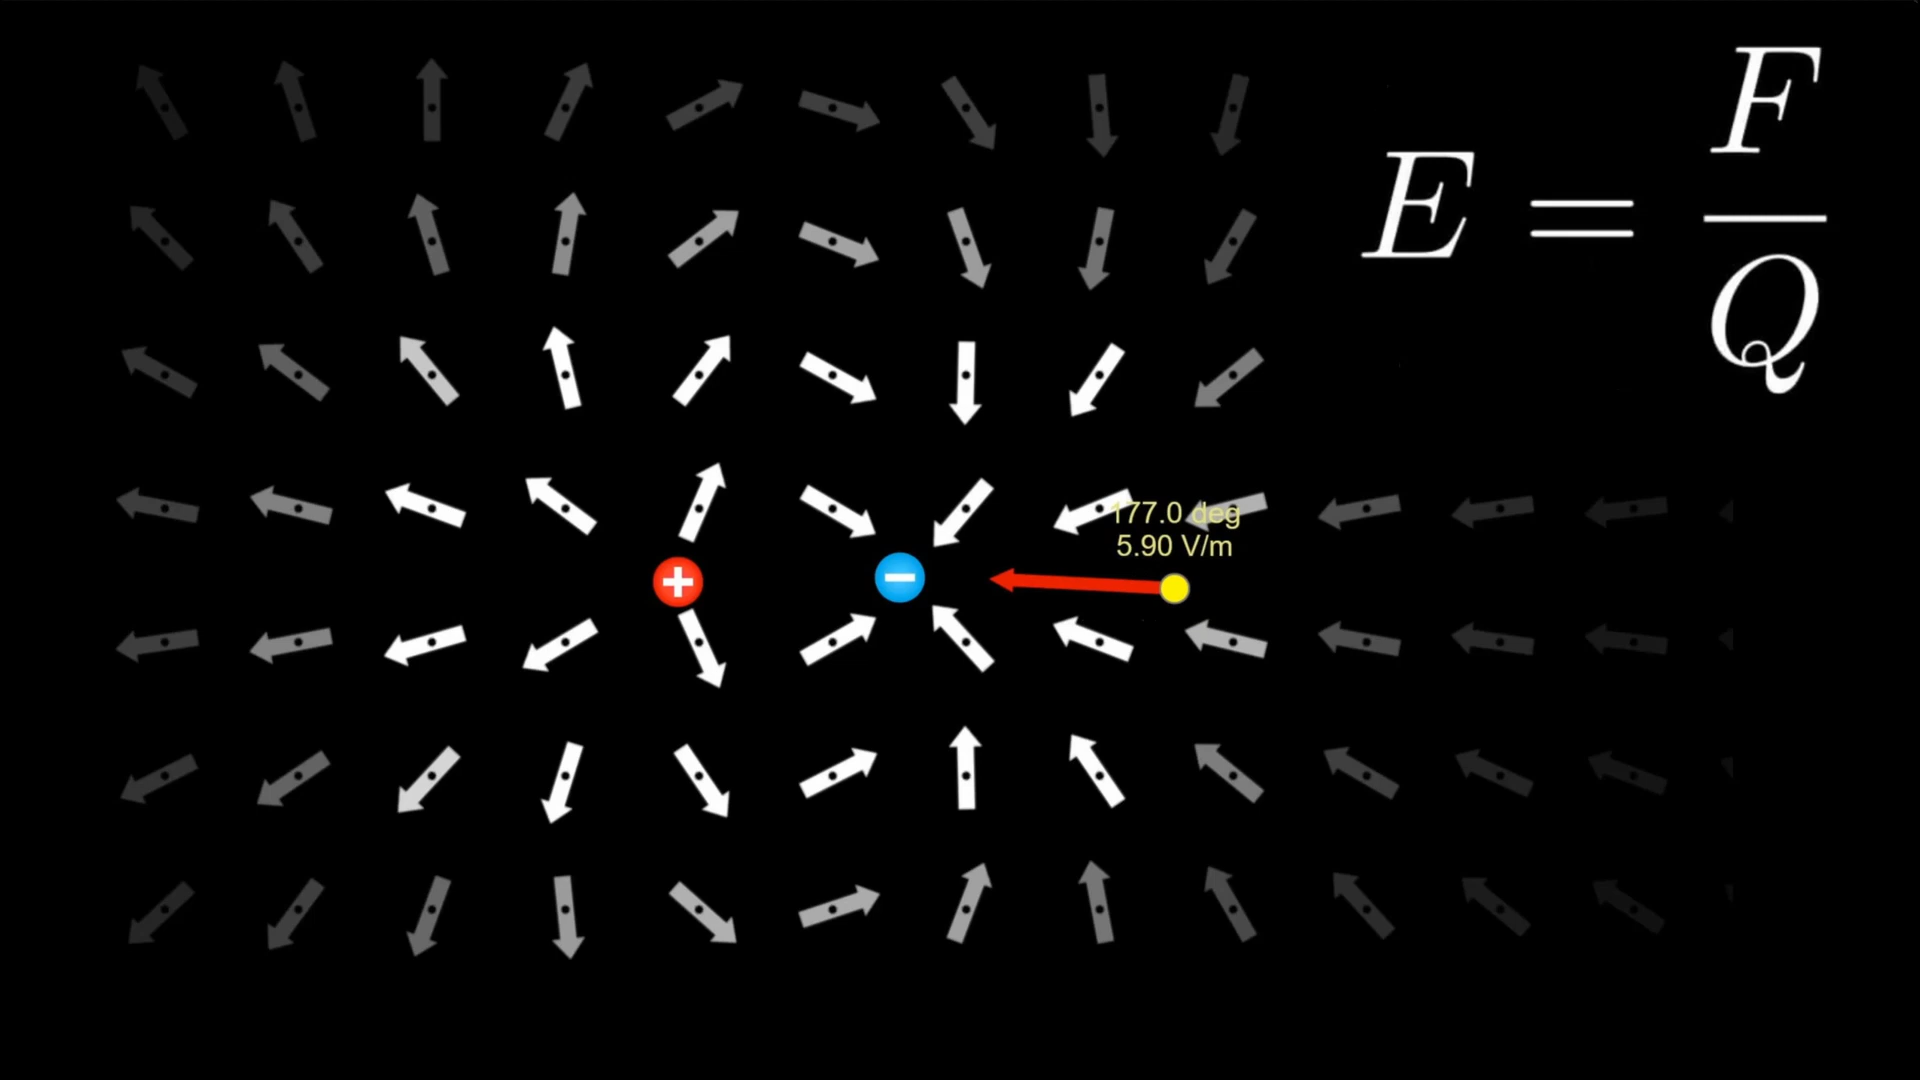 E = F/Q
177.0 deg
5.90 V/m
+
−